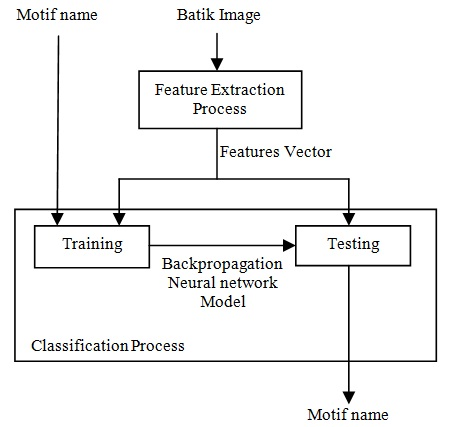 Motif name
Batik Image
Feature Extraction
Process
Features Vector
Training
Testing
Backpropagation
Neural network
Model
Classification Process
Motif name